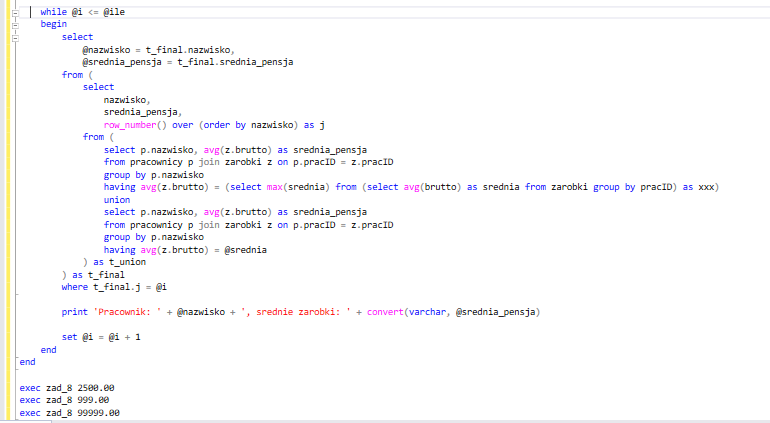 while @i <= @ile
begin
select
@nazwisko = t_final.nazwisko,
@srednia_pensja = t_final.srednia_pensja
from (
select
nazwisko,
srednia_pensja,
row_number() over (order by nazwisko) as j
from (
select p.nazwisko, avg(z.brutto) as srednia_pensja
from pracownicy p join zarobki z on p.pracID = z.pracID
group by p.nazwisko
having avg(z.brutto) = (select max(srednia) from (select avg(brutto) as srednia from zarobki group by pracID) as xxx)
union
select p.nazwisko, avg(z.brutto) as srednia_pensja
from pracownicy p join zarobki z on p.pracID = z.pracID
group by p.nazwisko
having avg(z.brutto) = @srednia
) as t_union
) as t_final
where t_final.j = @i
print 'Pracownik: ' + @nazwisko + ', srednie zarobki: ' + convert(varchar, @srednia_pensja)
set @i = @i + 1
end
end
exec zad_8 2500.00
exec zad_8 999.00
exec zad_8 99999.00